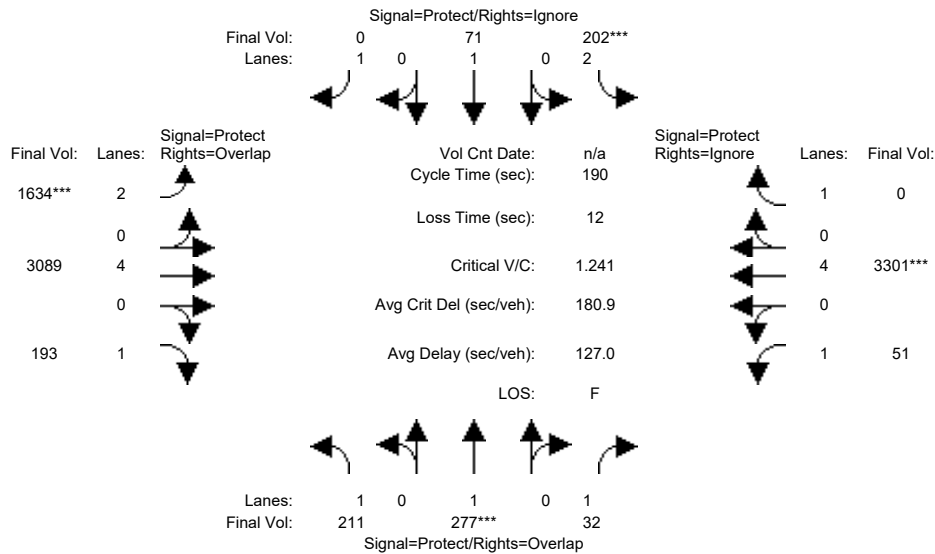 Signal=Protect/Rights=Ignore
Final Vol: 0 71 202***
Lanes: 1 0 1 0 2
Signal=Protect Signal=Protect
Final Vol: Lanes: Rights=Overlap Vol Cnt Date: n/a Rights=Ignore Lanes: Final Vol:
Cycle Time (sec): 190
1634*** 2 1 0
Loss Time (sec): 12
0 0
3089 4 Critical V/C: 1.241 4 3301***
0 Avg Crit Del (sec/veh): 180.9 0
193 1 Avg Delay (sec/veh): 127.0 1 51
LOS: F
Lanes: 1 0 1 0 1
Final Vol: 211 277*** 32
Signal=Protect/Rights=Overlap